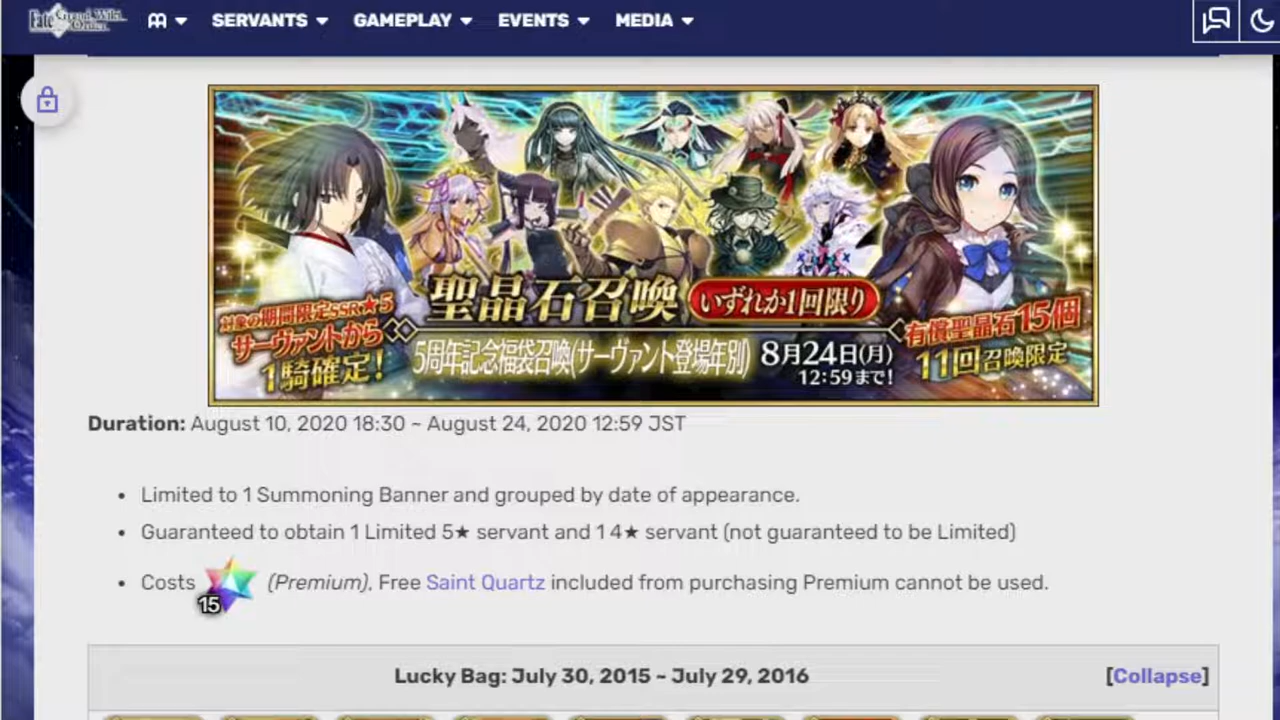 Fate Grand Order Wiki
SERVANTS
GAMEPLAY
EVENTS
MEDIA
対象の期間限定SSR★5
サーヴァントから
1騎確定!
聖晶石召喚
いずれか1回限り
5周年記念福袋召喚(サーヴァント登場年別)
8月24日(月)
12:59まで!
有償聖晶石15個
11回召喚限定
Duration: August 10, 2020 18:30 ~ August 24, 2020 12:59 JST
• Limited to 1 Summoning Banner and grouped by date of appearance.
• Guaranteed to obtain 1 Limited 5★ servant and 1 4★ servant (not guaranteed to be Limited)
• Costs 15 (Premium), Free Saint Quartz included from purchasing Premium cannot be used.
Lucky Bag: July 30, 2015 ~ July 29, 2016
[Collapse]